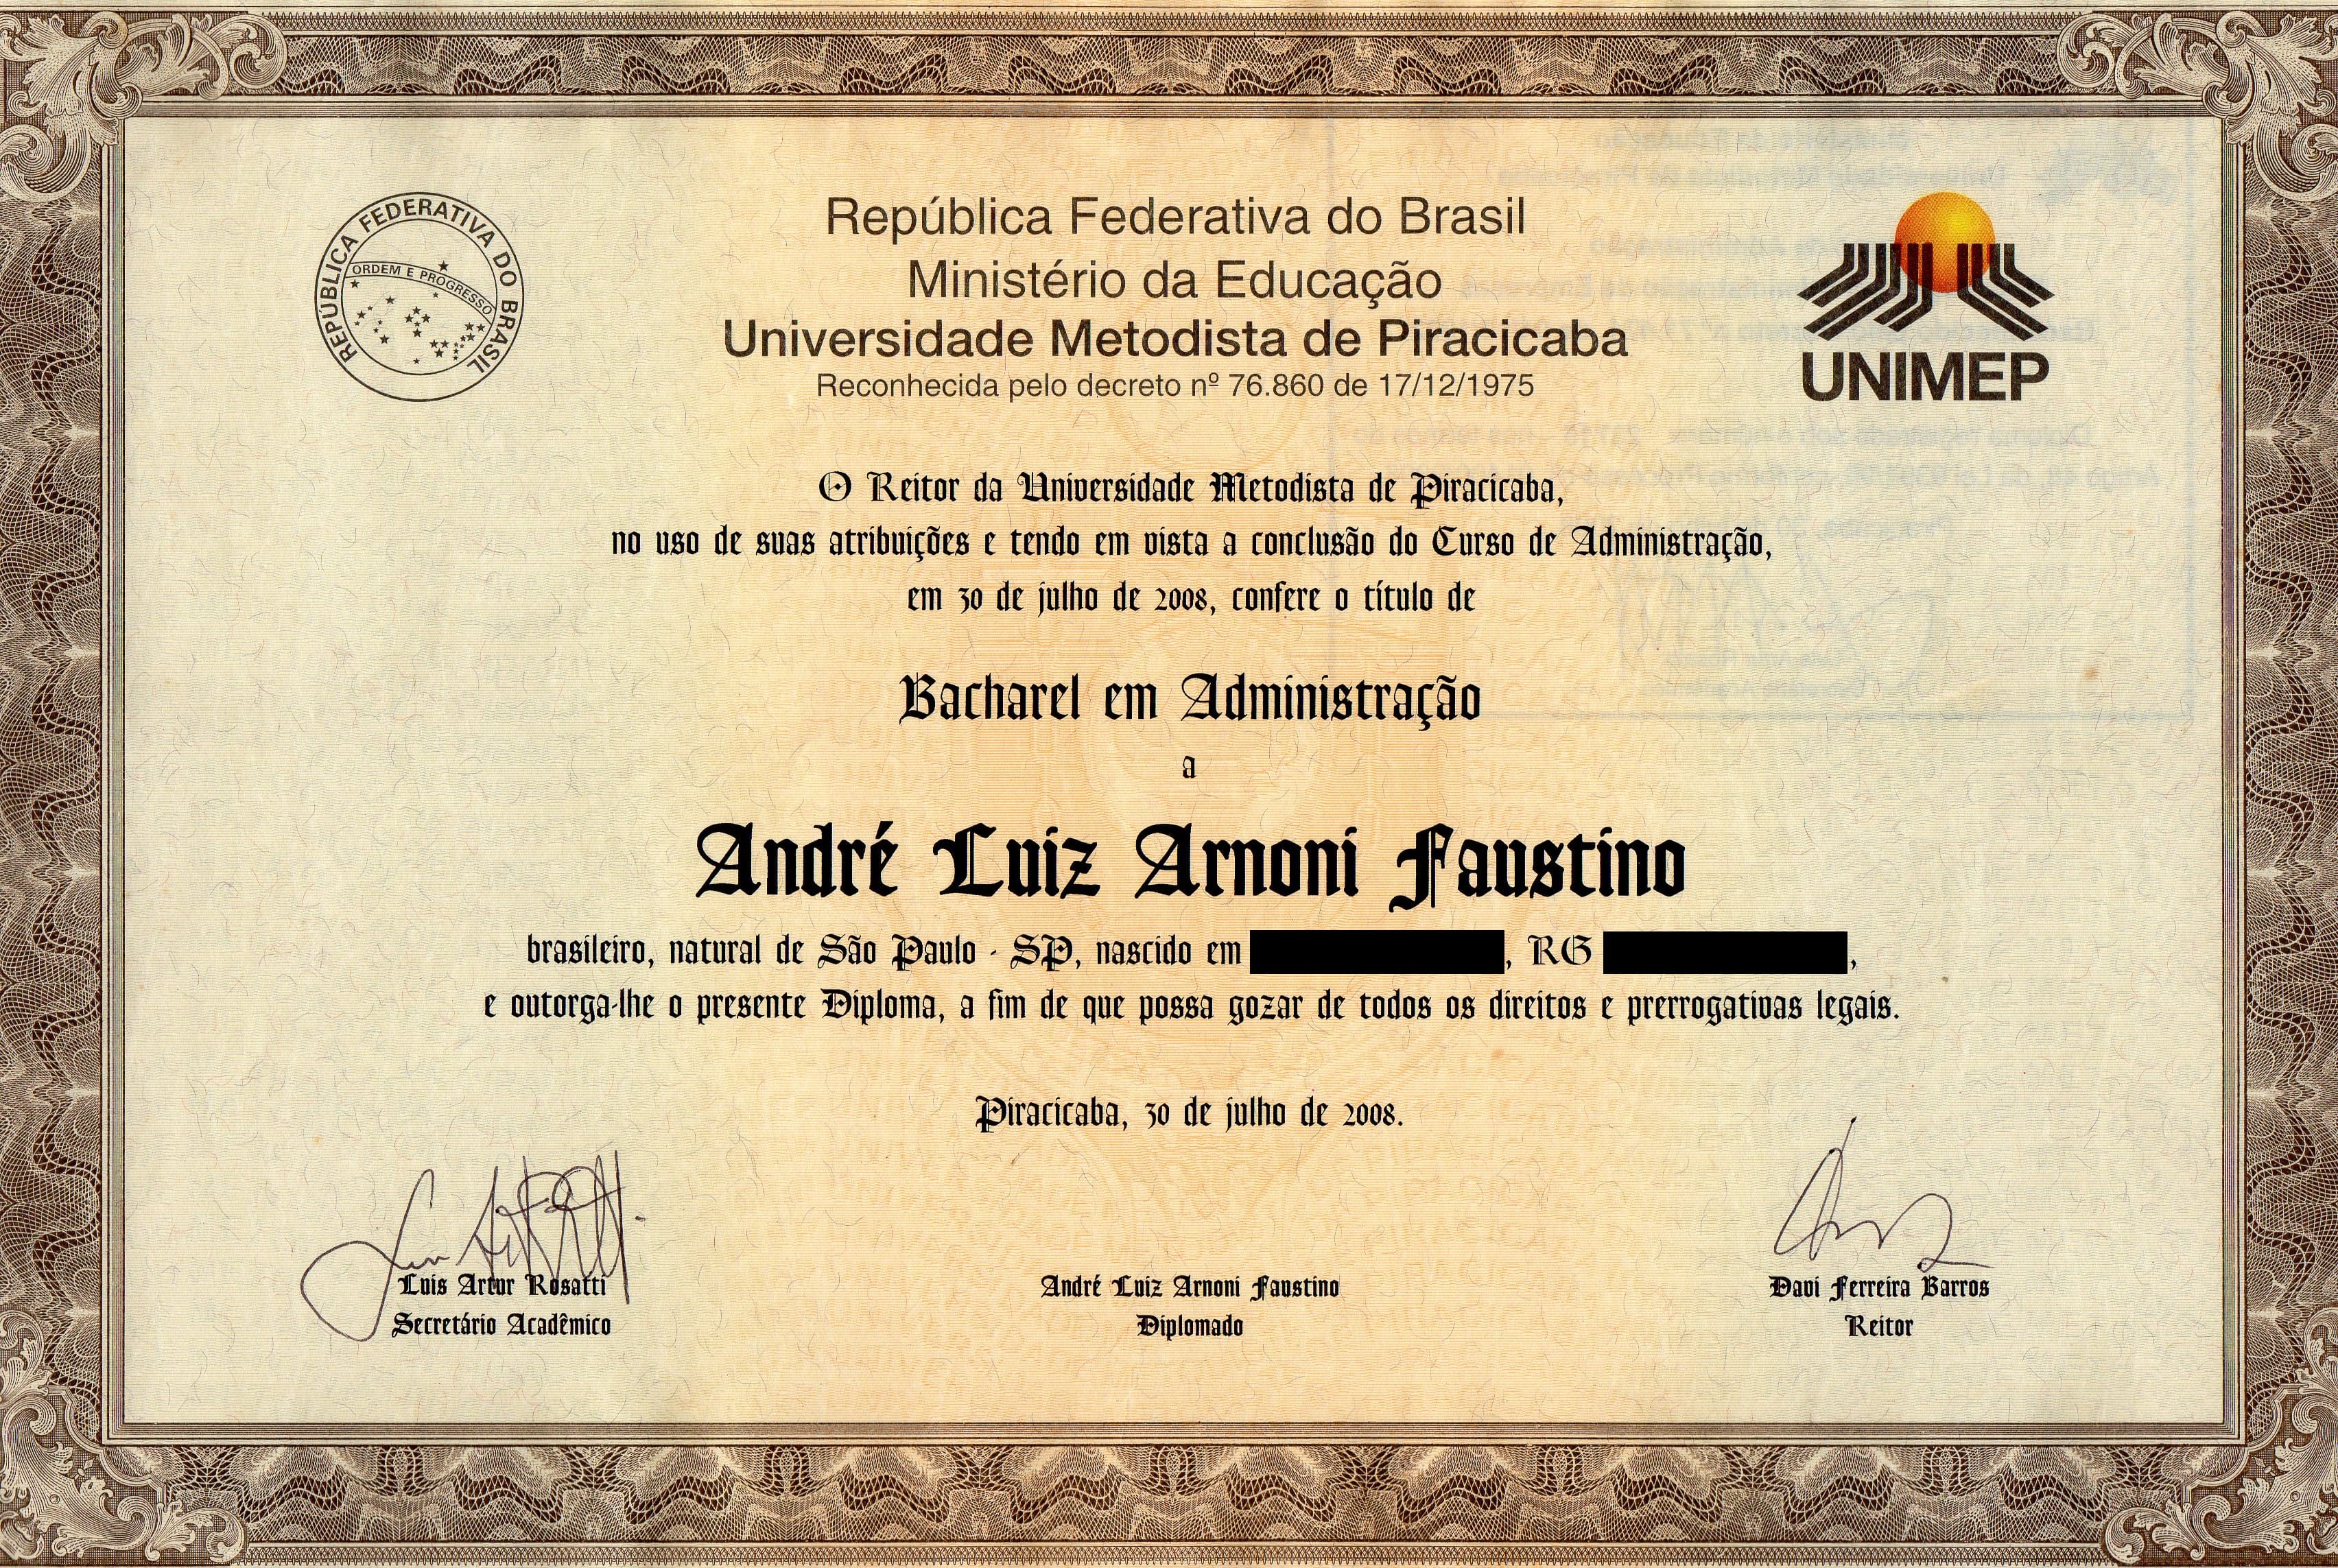 REPÚBLICA FEDERATIVA DO BRASIL
ORDEM E PROGRESSO
República Federativa do Brasil
Ministério da Educação
Universidade Metodista de Piracicaba
Reconhecida pelo decreto nº 76.860 de 17/12/1975
UNIMEP
O Reitor da Universidade Metodista de Piracicaba,
no uso de suas atribuições e tendo em vista a conclusão do Curso de Administração,
em 30 de julho de 2008, confere o título de
Bacharel em Administração
a
André Luiz Arnoni Faustino
brasileiro, natural de São Paulo - SP, nascido em , RG ,
e outorga-lhe o presente Diploma, a fim de que possa gozar de todos os direitos e prerrogativas legais.
Piracicaba, 30 de julho de 2008.
Luis Artur Rosatti
Secretário Acadêmico
André Luiz Arnoni Faustino
Diplomado
Davi Ferreira Barros
Reitor